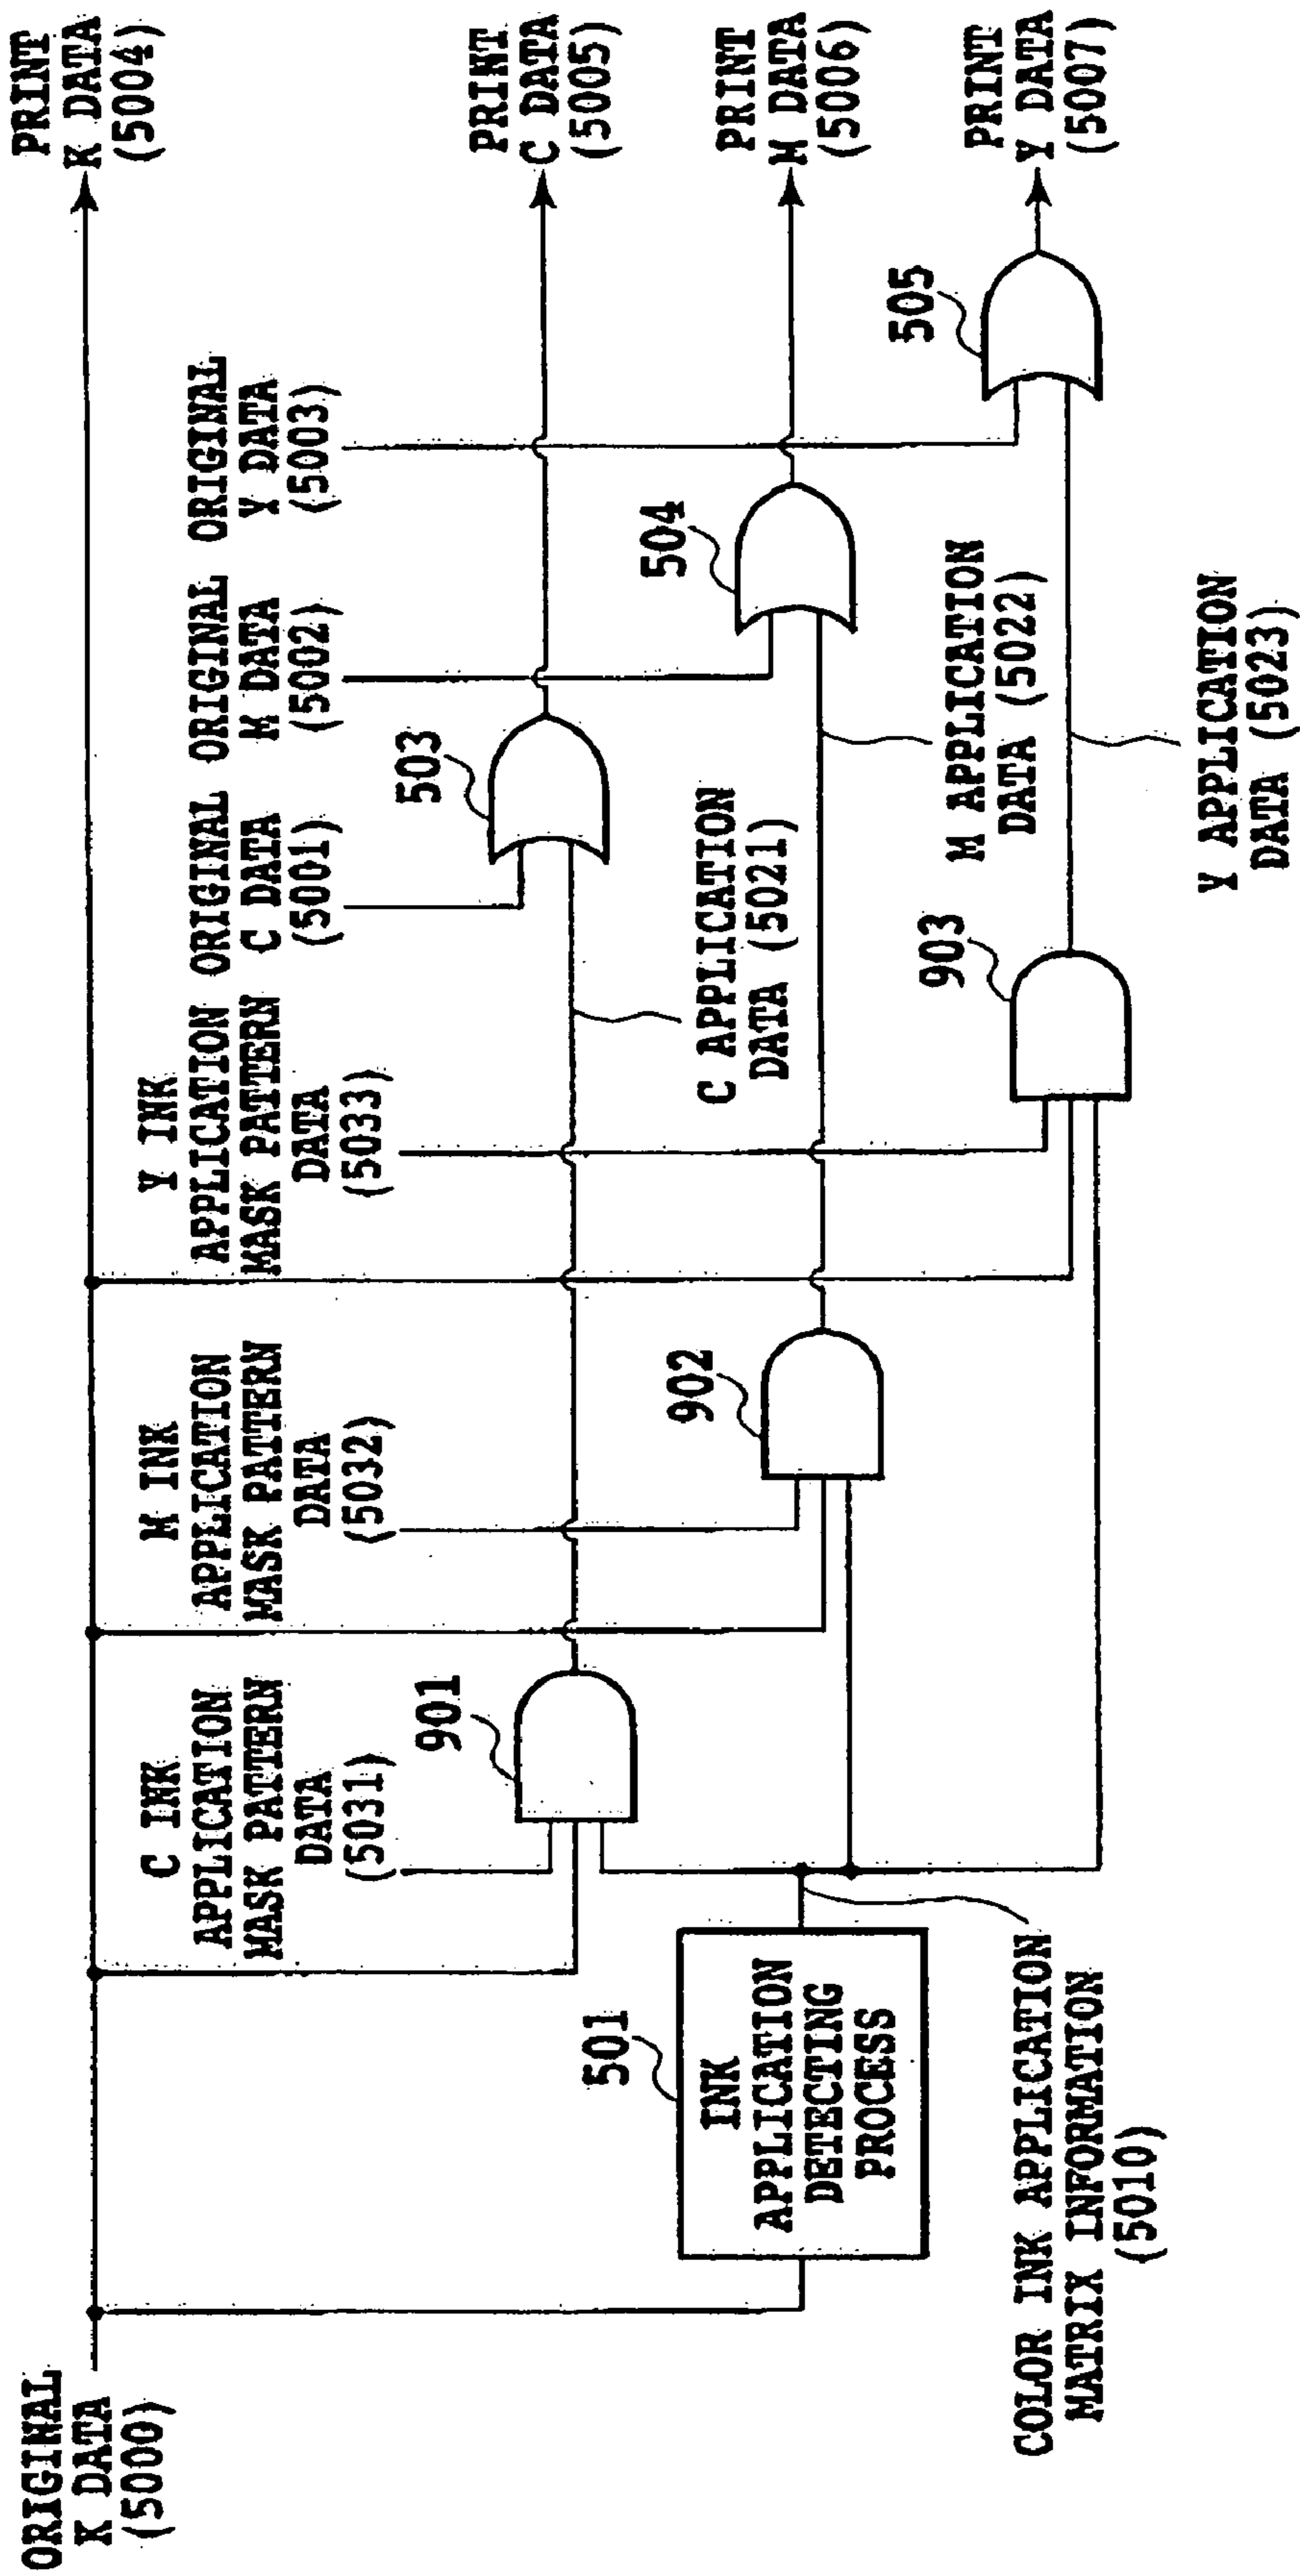 ORIGINAL
K DATA
(5000)
PRINT
K DATA
(5004)
C INK
APPLICATION
MASK PATTERN
DATA
(5031)
M INK
APPLICATION
MASK PATTERN
DATA
(5032)
Y INK
APPLICATION
MASK PATTERN
DATA
(5033)
ORIGINAL
C DATA
(5001)
ORIGINAL
M DATA
(5002)
ORIGINAL
Y DATA
(5003)
PRINT
C DATA
(5005)
901
503
501
INK
APPLICATION
DETECTING
PROCESS
902
C APPLICATION
DATA (5021)
504
PRINT
M DATA
(5006)
903
M APPLICATION
DATA (5022)
505
PRINT
Y DATA
(5007)
COLOR INK APPLICATION
MATRIX INFORMATION
(5010)
Y APPLICATION
DATA (5023)